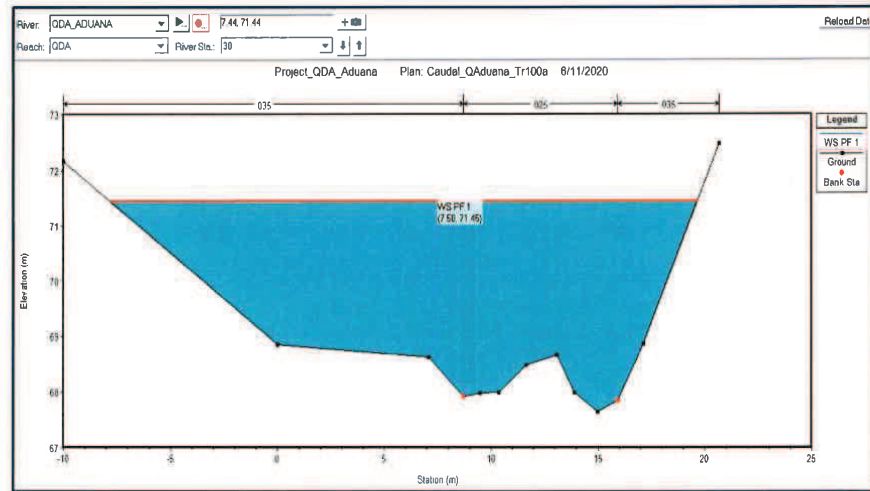 River: QDA_ADUANA 7.44, 71.44 Reload Dat
Reach: QDA River Sta.: 30
Project_QDA_Aduana Plan: Caudal_QAduana_Tr100a 6/11/2020
.035 .025 .035
Legend
WS PF 1
Ground
Bank Sta
WS PF 1
(7.50, 71.45)
Elevation (m)
73
72
71
70
69
68
67
-10 -5 0 5 10 15 20 25
Station (m)